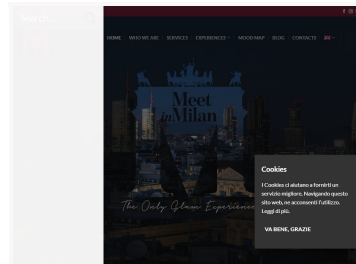 HOME WHO WE ARE SERVICES EXPERIENCES MOOD MAP BLOG CONTACTS
Meet
in Milan
The Only Glam Experience
Cookies
I Cookies ci aiutano a fornirti un
servizio migliore. Navigando questo
sito web, ne acconsenti l'utilizzo.
Leggi di più.
VA BENE, GRAZIE